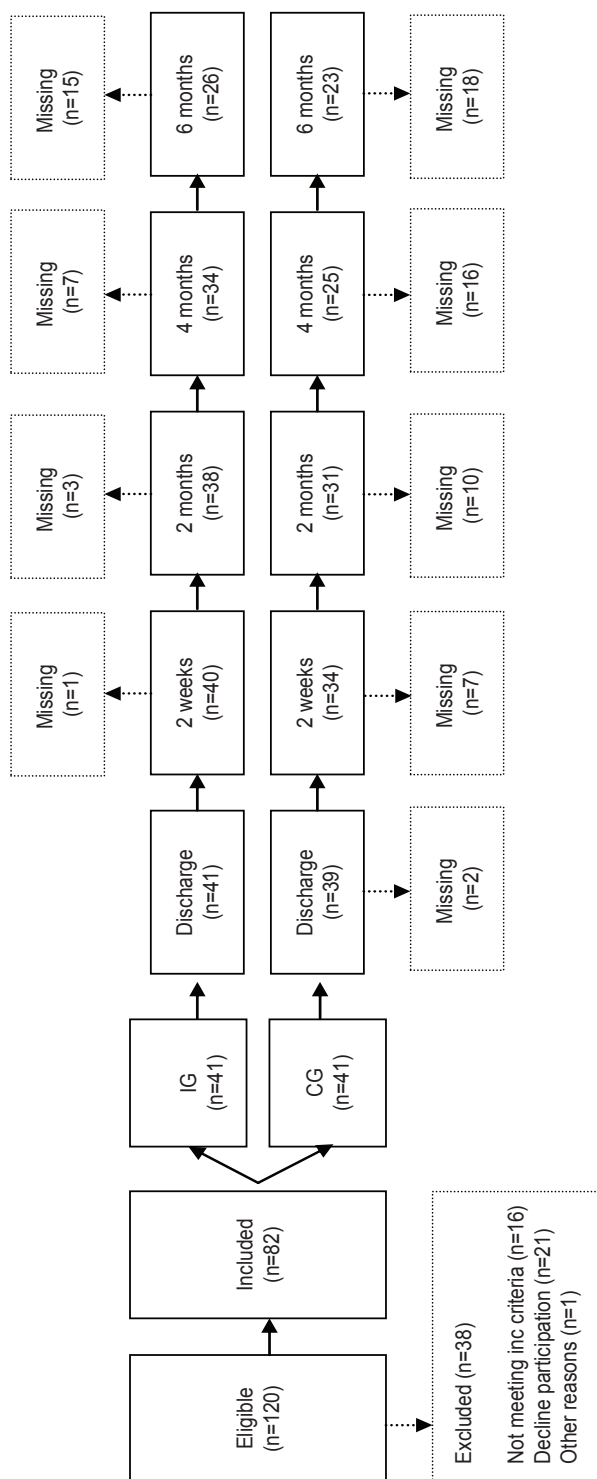 Eligible
(n=120)
Excluded (n=38)
Not meeting inc criteria (n=16)
Decline participation (n=21)
Other reasons (n=1)
Included
(n=82)
IG
(n=41)
CG
(n=41)
Discharge
(n=41)
2 weeks
(n=40)
2 months
(n=38)
4 months
(n=34)
6 months
(n=26)
Missing
(n=1)
Missing
(n=3)
Missing
(n=7)
Missing
(n=15)
Discharge
(n=39)
2 weeks
(n=34)
2 months
(n=31)
4 months
(n=25)
6 months
(n=23)
Missing
(n=2)
Missing
(n=7)
Missing
(n=10)
Missing
(n=16)
Missing
(n=18)